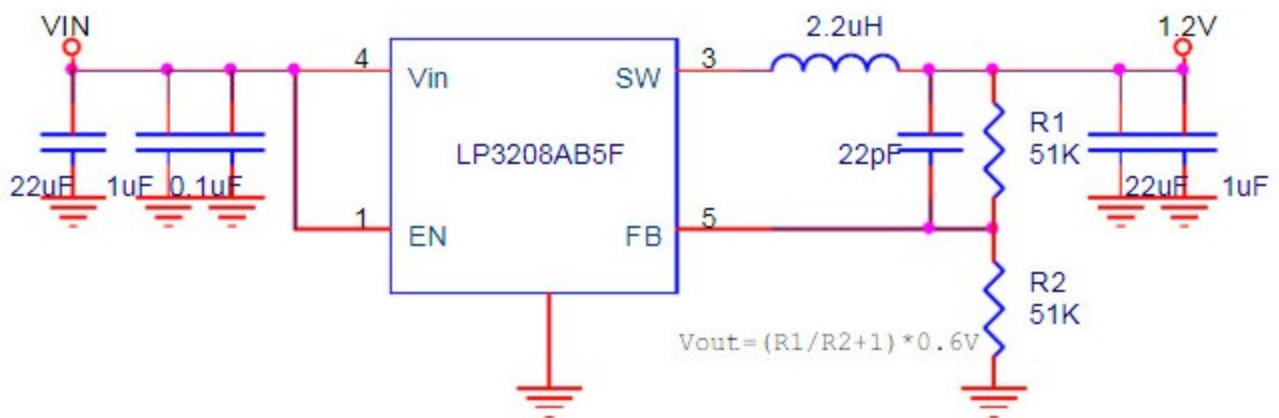 VIN
2.2uH
1.2V
4
3
Vin
SW
R1
51K
LP3208AB5F
22pF
22uF
1uF
0.1uF
22uF
1uF
1
5
EN
FB
R2
51K
Vout=(R1/R2+1)*0.6V